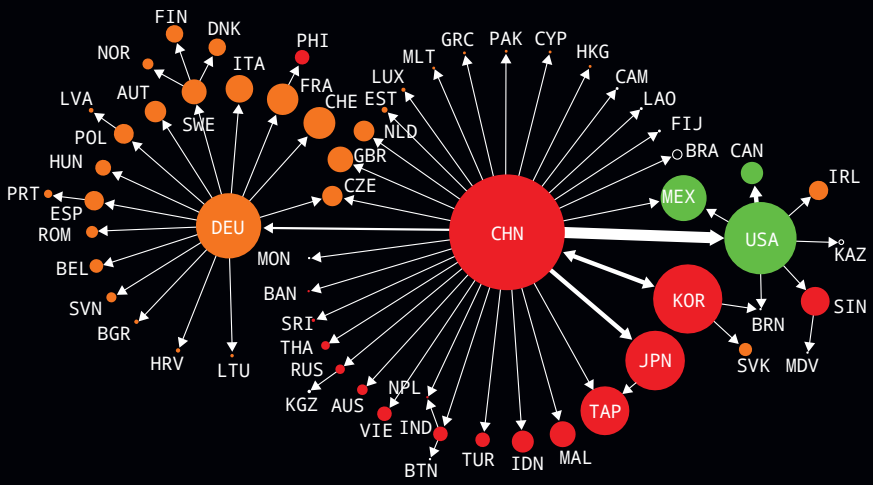 FIN
DNK
NOR
ITA
PHI
GRC
PAK
CYP
HKG
MLT
LUX
CAM
FRA
AUT
LVA
CHE
EST
LAO
SWE
NLD
FIJ
POL
BRA
CAN
HUN
GBR
IRL
PRT
CZE
MEX
ESP
DEU
CHN
USA
ROM
KAZ
MON
BEL
BAN
KOR
SIN
SVN
SRI
BRN
BGR
THA
HRV
LTU
RUS
JPN
SVK
MDV
KGZ
AUS
NPL
TAP
VIE
IND
BTN
TUR
IDN
MAL